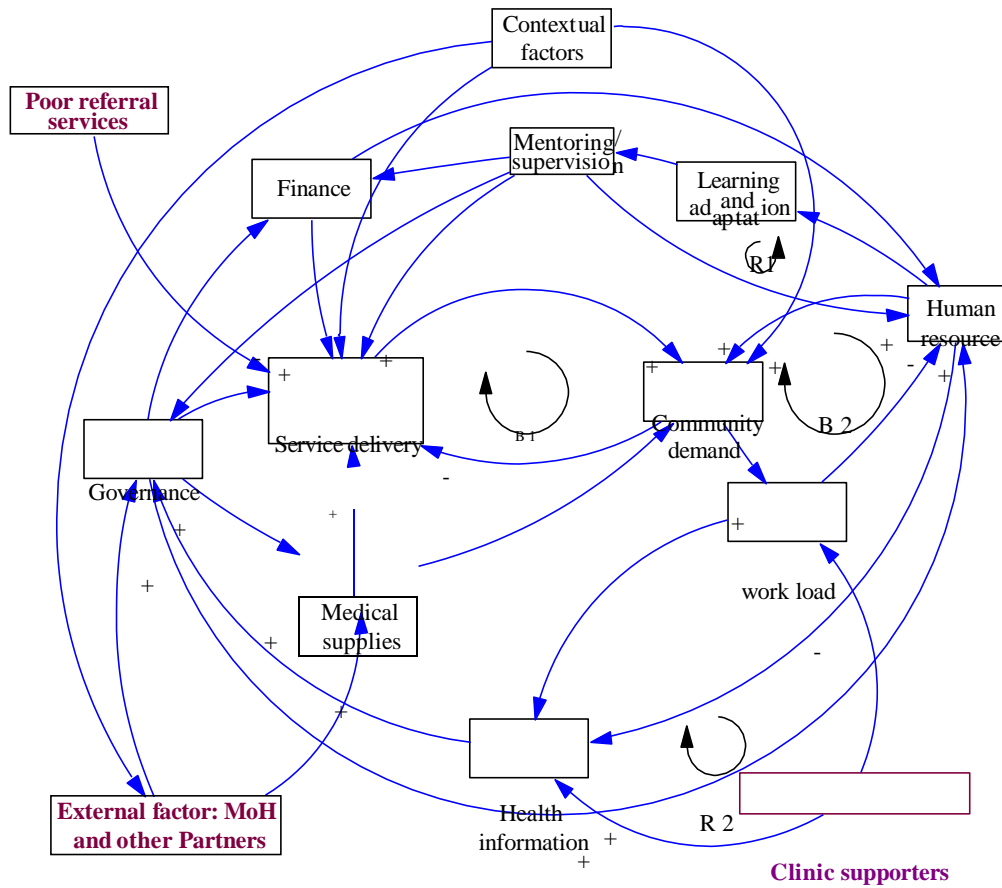 Contextual
factors
Poor referral
services
Mentoring/
supervision
Finance
Learning
and
adaptation
R1
Human
resource
+
-
+
+
-
+
+
+
+
B 1
Service delivery
Community
demand
B 2
Governance
-
+
+
+
+
work load
Medical
supplies
+
-
+
Health
information
R 2
+
+
External factor: MoH
and other Partners
Clinic supporters